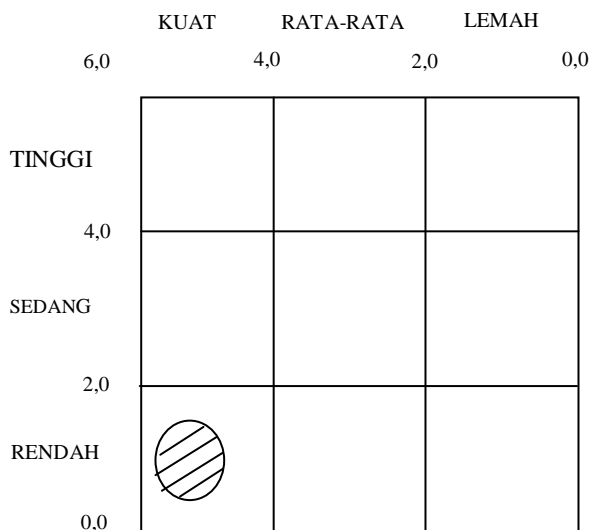 KUAT RATA-RATA LEMAH
6,0 4,0 2,0 0,0
TINGGI
4,0
SEDANG
2,0
RENDAH
0,0